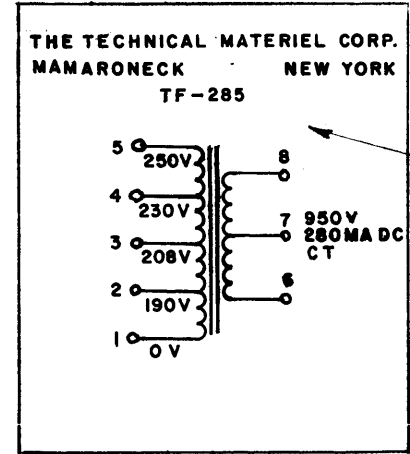 THE TECHNICAL MATERIEL CORP.
MAMARONECK NEW YORK
TF-285
5 250V
4 230V
3 208V
2 190V
1 0V
8
7 950V
280MA DC
CT
6